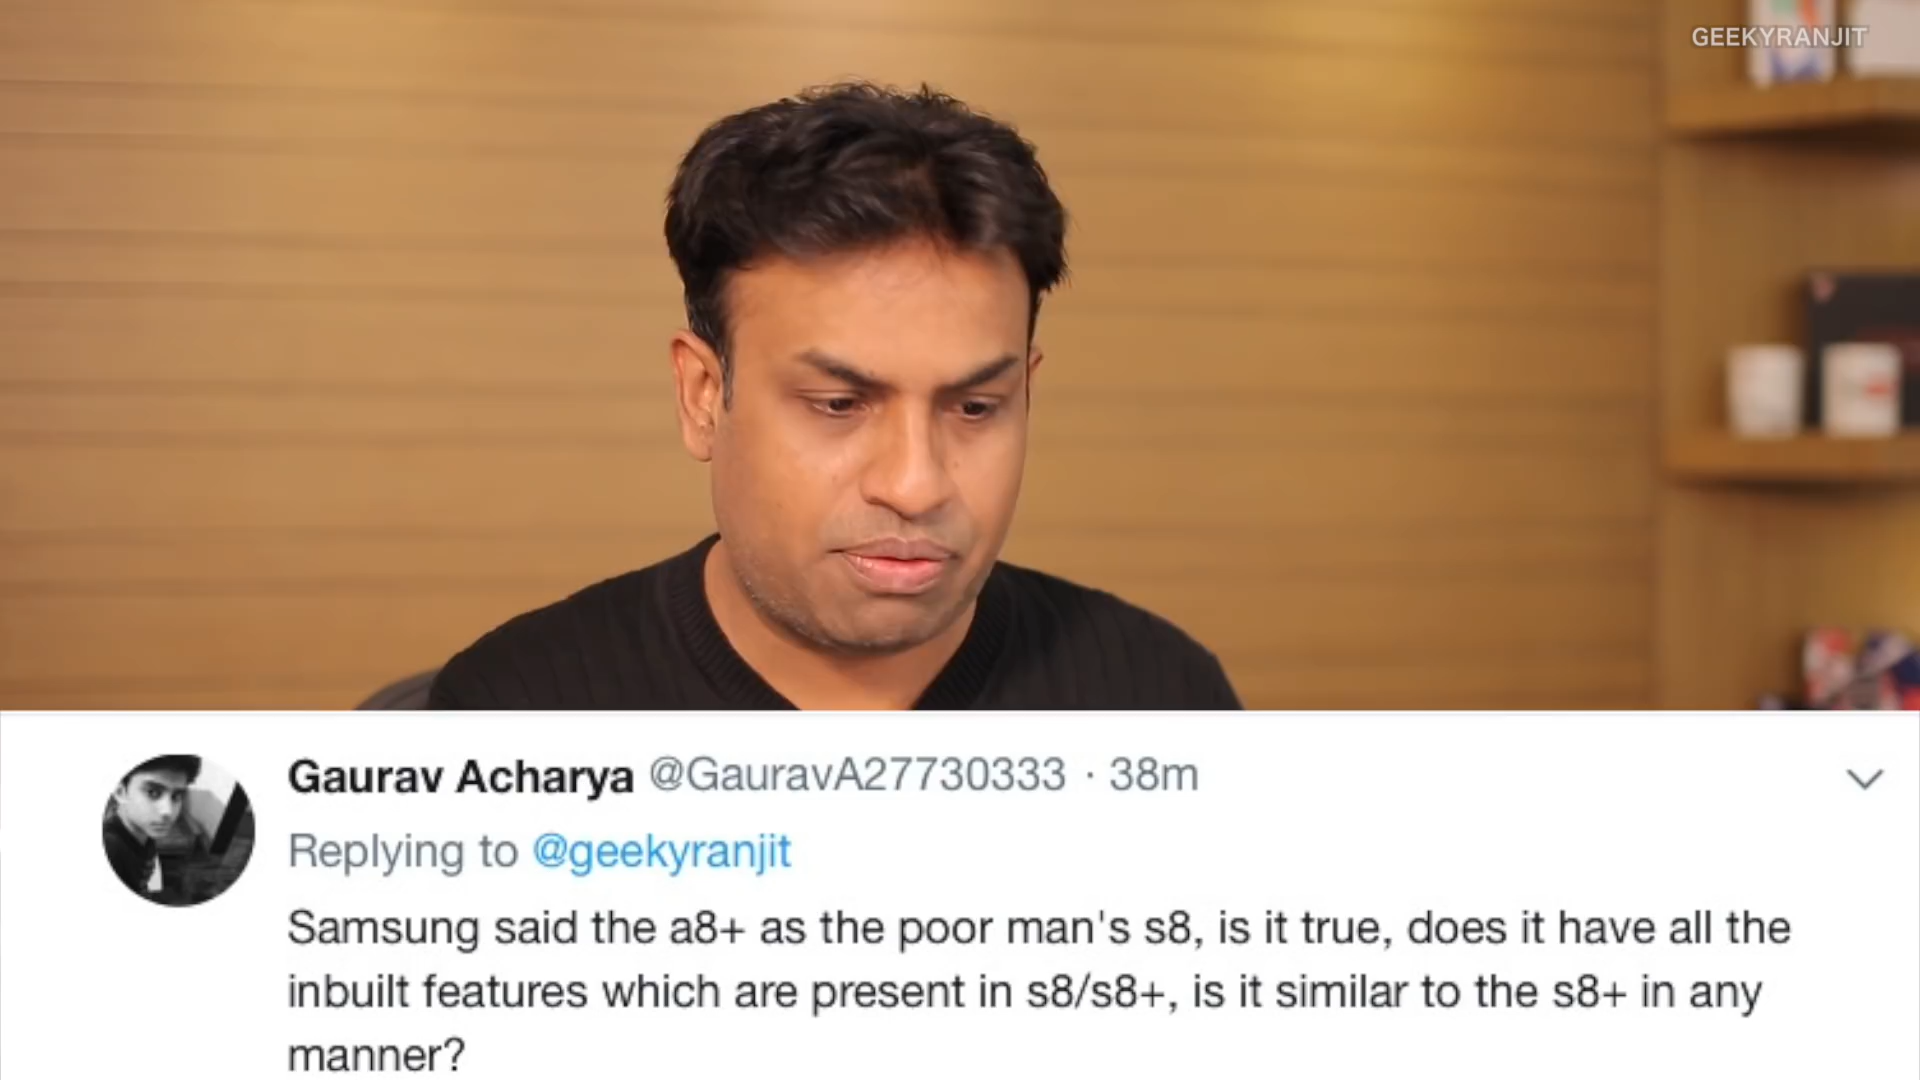 GEEKYRANJIT
Gaurav Acharya @GauravA27730333 · 38m
Replying to @geekyranjit
Samsung said the a8+ as the poor man's s8, is it true, does it have all the
inbuilt features which are present in s8/s8+, is it similar to the s8+ in any
manner?